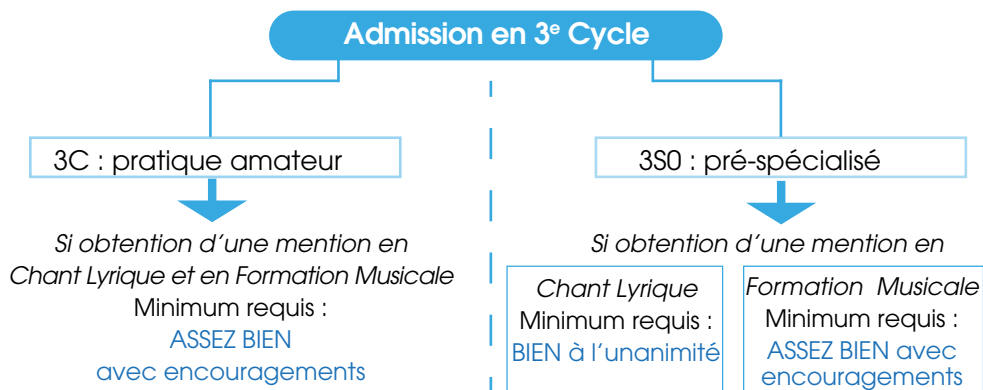 Admission en 3e Cycle
3C : pratique amateur
Si obtention d'une mention en
Chant Lyrique et en Formation Musicale
Minimum requis :
ASSEZ BIEN
avec encouragements
3S0 : pré-spécialisé
Si obtention d'une mention en
Chant Lyrique
Minimum requis :
BIEN à l'unanimité
Formation Musicale
Minimum requis :
ASSEZ BIEN avec
encouragements